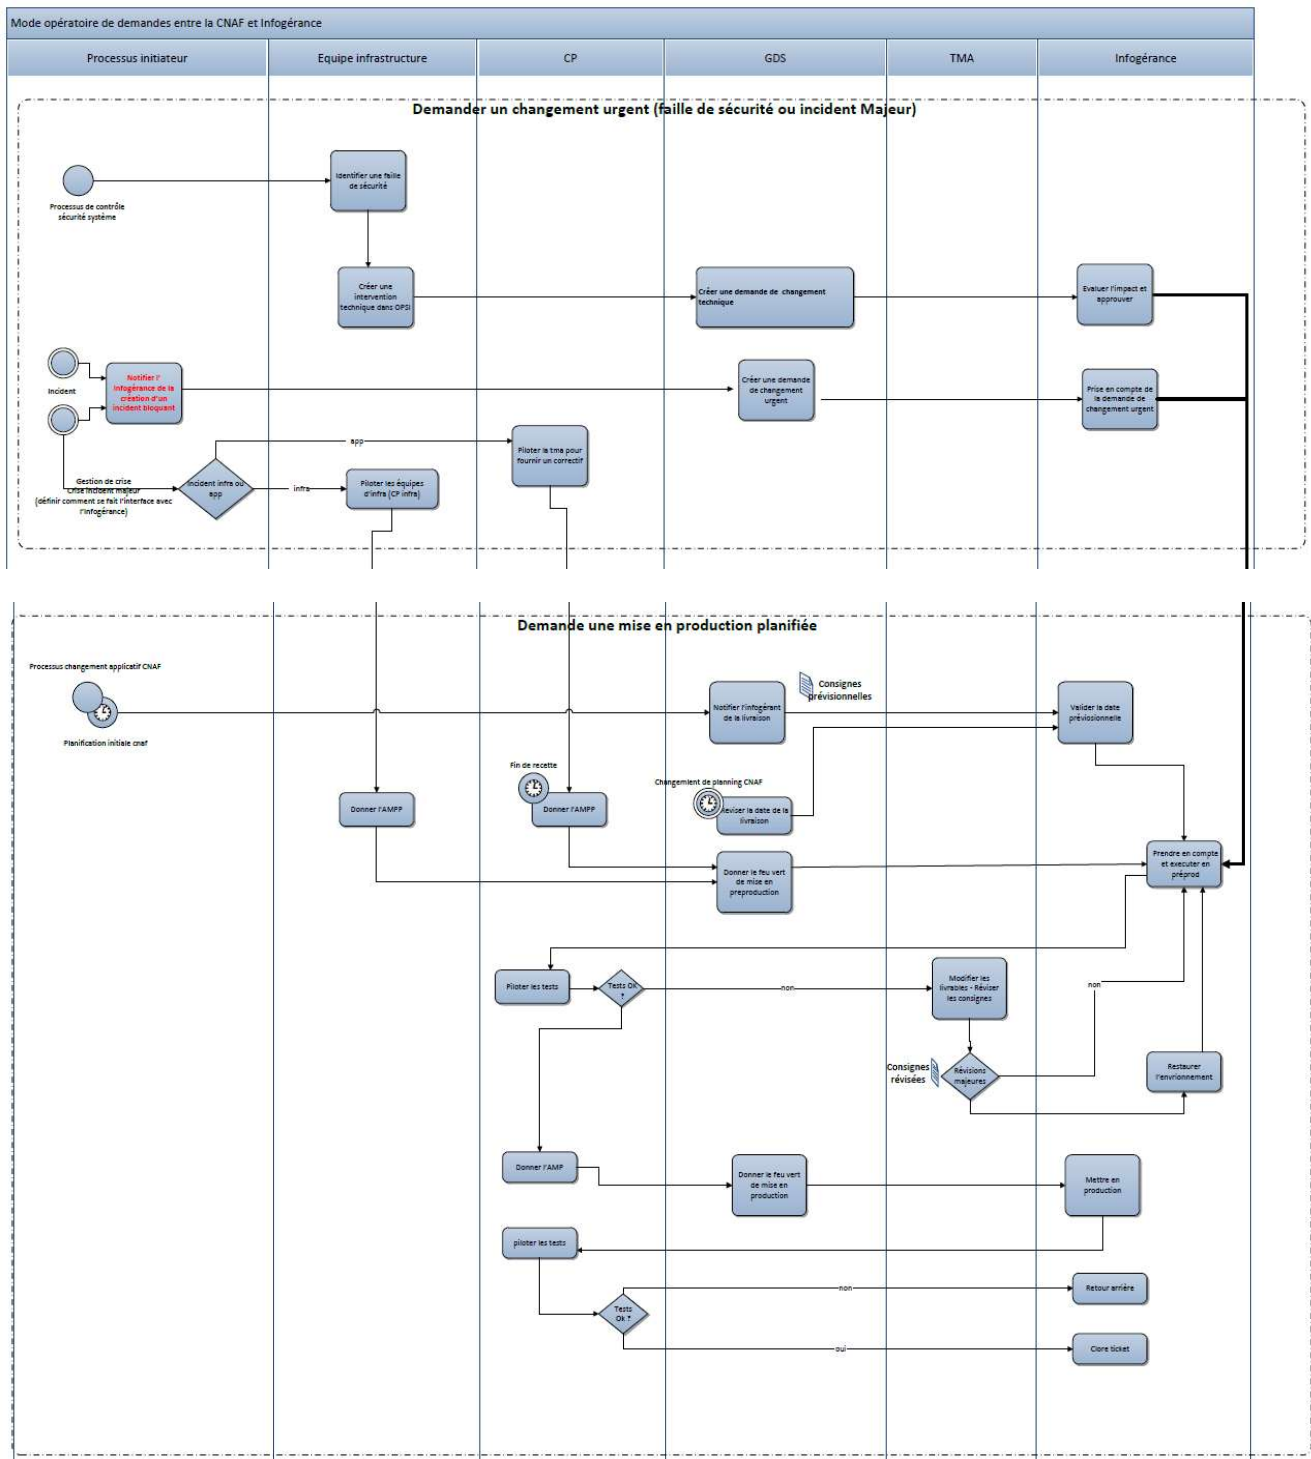 Mode opératoire de demandes entre la CNAF et Infogérance
Processus initiateur
Equipe infrastructure
CP
GDS
TMA
Infogérance
Demander un changement urgent (faille de sécurité ou incident Majeur)
Identifier une faille
de sécurité
Processus de contrôle
sécurité système
Créer une
intervention
technique dans OPSI
Créer une demande de changement
technique
Evaluer l'impact et
approuver
Incident
Notifier l'
infogérance de la
création d'un
incident bloquant
Créer une demande
de changement
urgent
Prise en compte de
la demande de
changement urgent
app
Piloter la tma pour
fournir un correctif
Gestion de crise
Crise incident majeur
(définir comment se fait l'interface avec
l'infogérance)
Incident infra ou
app
infra
Piloter les équipes
d'infra (CP infra)
Demande une mise en production planifiée
Processus changement applicatif CNAF
Planification initiale cnaf
Notifier l'infogérant
de la livraison
Consignes
prévisionnelles
Valider la date
préviosionnelle
Fin de recette
Changement de planning CNAF
Donner l'AMPP
Donner l'AMPP
Réviser la date de la
livraison
Donner le feu vert
de mise en
preproduction
Prendre en compte
et executer en
préprod
Piloter les tests
Tests OK
?
non
Modifier les
livrables - Réviser
les consignes
non
Consignes
révisées
Révisions
majeures
Restaurer
l'envrionnement
Donner l'AMP
Donner le feu vert
de mise en
production
Mettre en
production
piloter les tests
Tests
Ok ?
non
Retour arrière
oui
Clore ticket